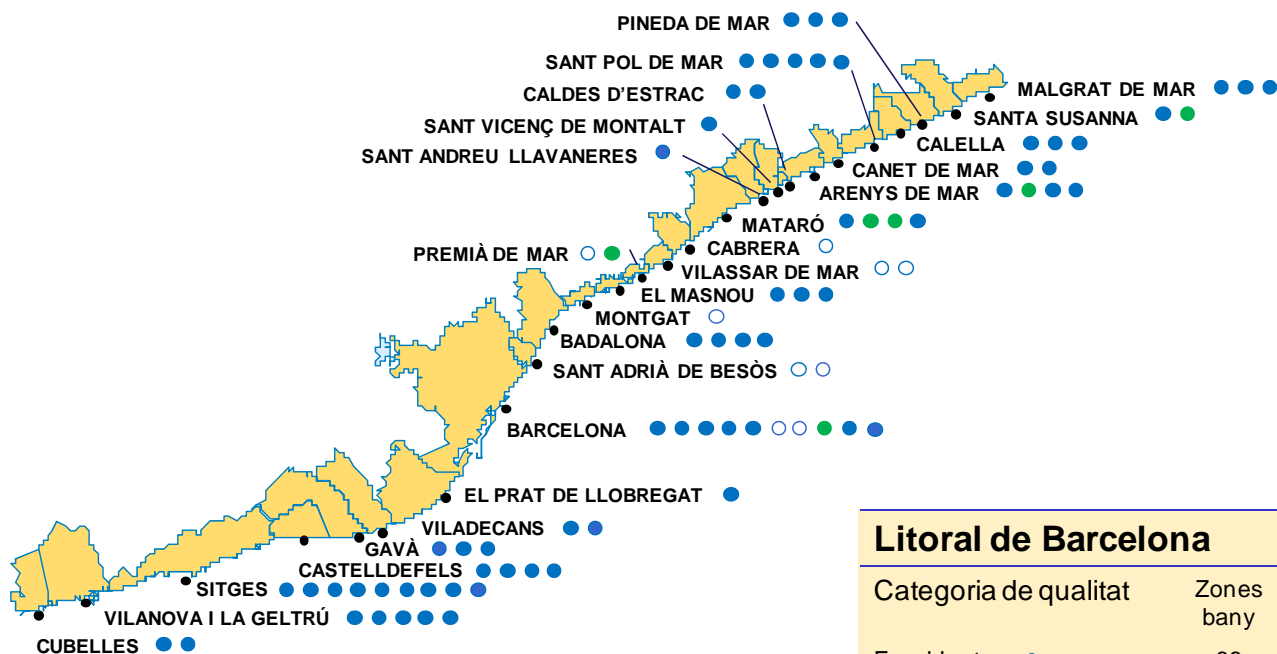 PINEDA DE MAR
SANT POL DE MAR
CALDES D'ESTRAC
SANT VICENÇ DE MONTALT
SANT ANDREU LLAVANERES
MALGRAT DE MAR
SANTA SUSANNA
CALELLA
CANET DE MAR
ARENYS DE MAR
MATARÓ
CABRERA
PREMIÀ DE MAR
VILASSAR DE MAR
EL MASNOU
MONTGAT
BADALONA
SANT ADRIÀ DE BESÒS
BARCELONA
EL PRAT DE LLOBREGAT
VILADECANS
GAVÀ
CASTELLDEFELS
SITGES
VILANOVA I LA GELTRÚ
CUBELLES
Litoral de Barcelona
Categoria de qualitat Zones
bany